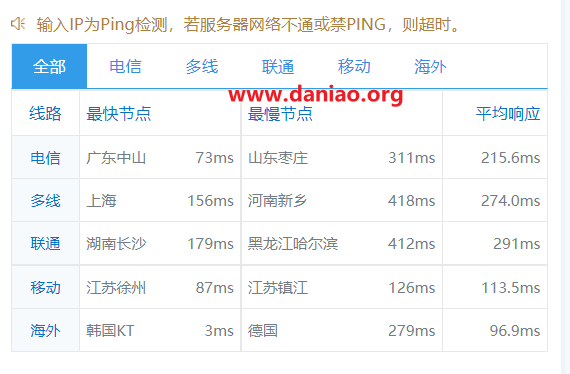 输入IP为Ping检测，若服务器网络不通或禁PING，则超时。
全部 电信 多线 联通 移动 海外
www.daniao.org
线路 最快节点 最慢节点 平均响应
电信 广东中山 73ms 山东枣庄 311ms 215.6ms
多线 上海 156ms 河南新乡 418ms 274.0ms
联通 湖南长沙 179ms 黑龙江哈尔滨 412ms 291ms
移动 江苏徐州 87ms 江苏镇江 126ms 113.5ms
海外 韩国KT 3ms 德国 279ms 96.9ms